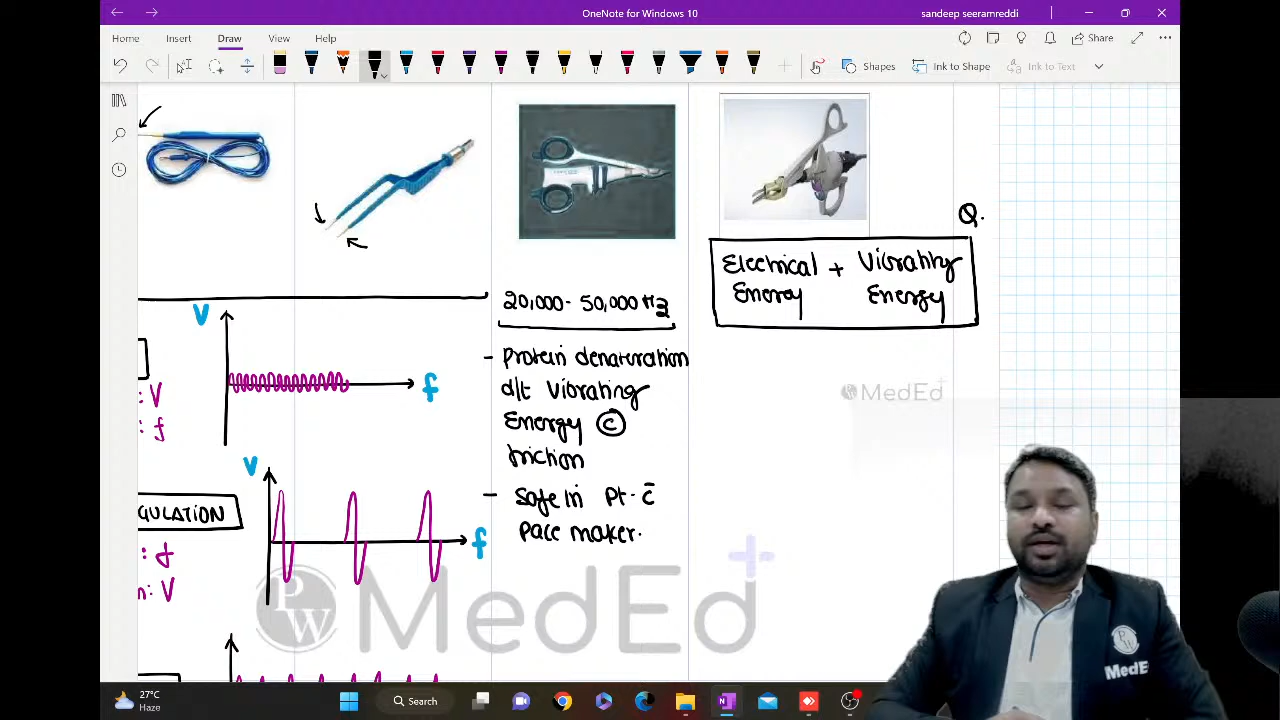 OneNote for Windows 10
sandeep seeramreddi
Home Insert Draw View Help
Share
Shapes
Ink to Shape
Ink to Text
Q.
Electrical + Vibrating
Energy Energy
V
f
20,000 - 50,000 Hz
- Protein denaturation
d/t Vibrating
Energy c̄
friction
- Safe in Pt. c̄
pace maker.
: V
: f
V
f
GULATION
: f
n: V
MedEd
PW MedEd
MedE
27°C
Haze
Search